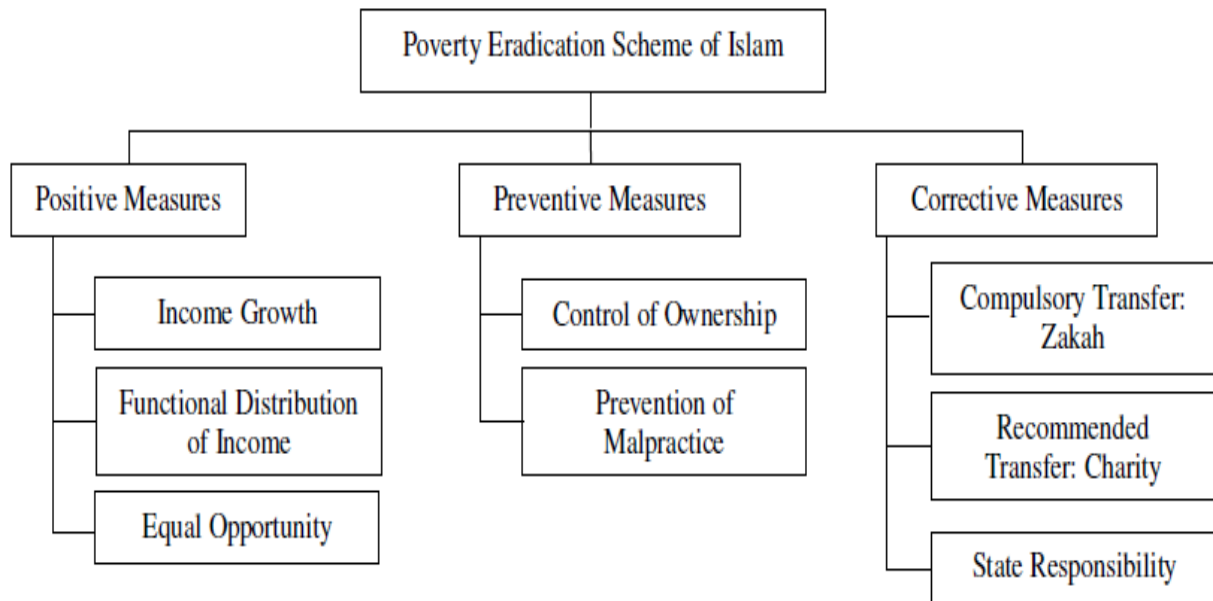 Poverty Eradication Scheme of Islam
Positive Measures
Preventive Measures
Corrective Measures
Income Growth
Functional Distribution
of Income
Equal Opportunity
Control of Ownership
Prevention of
Malpractice
Compulsory Transfer:
Zakah
Recommended
Transfer: Charity
State Responsibility